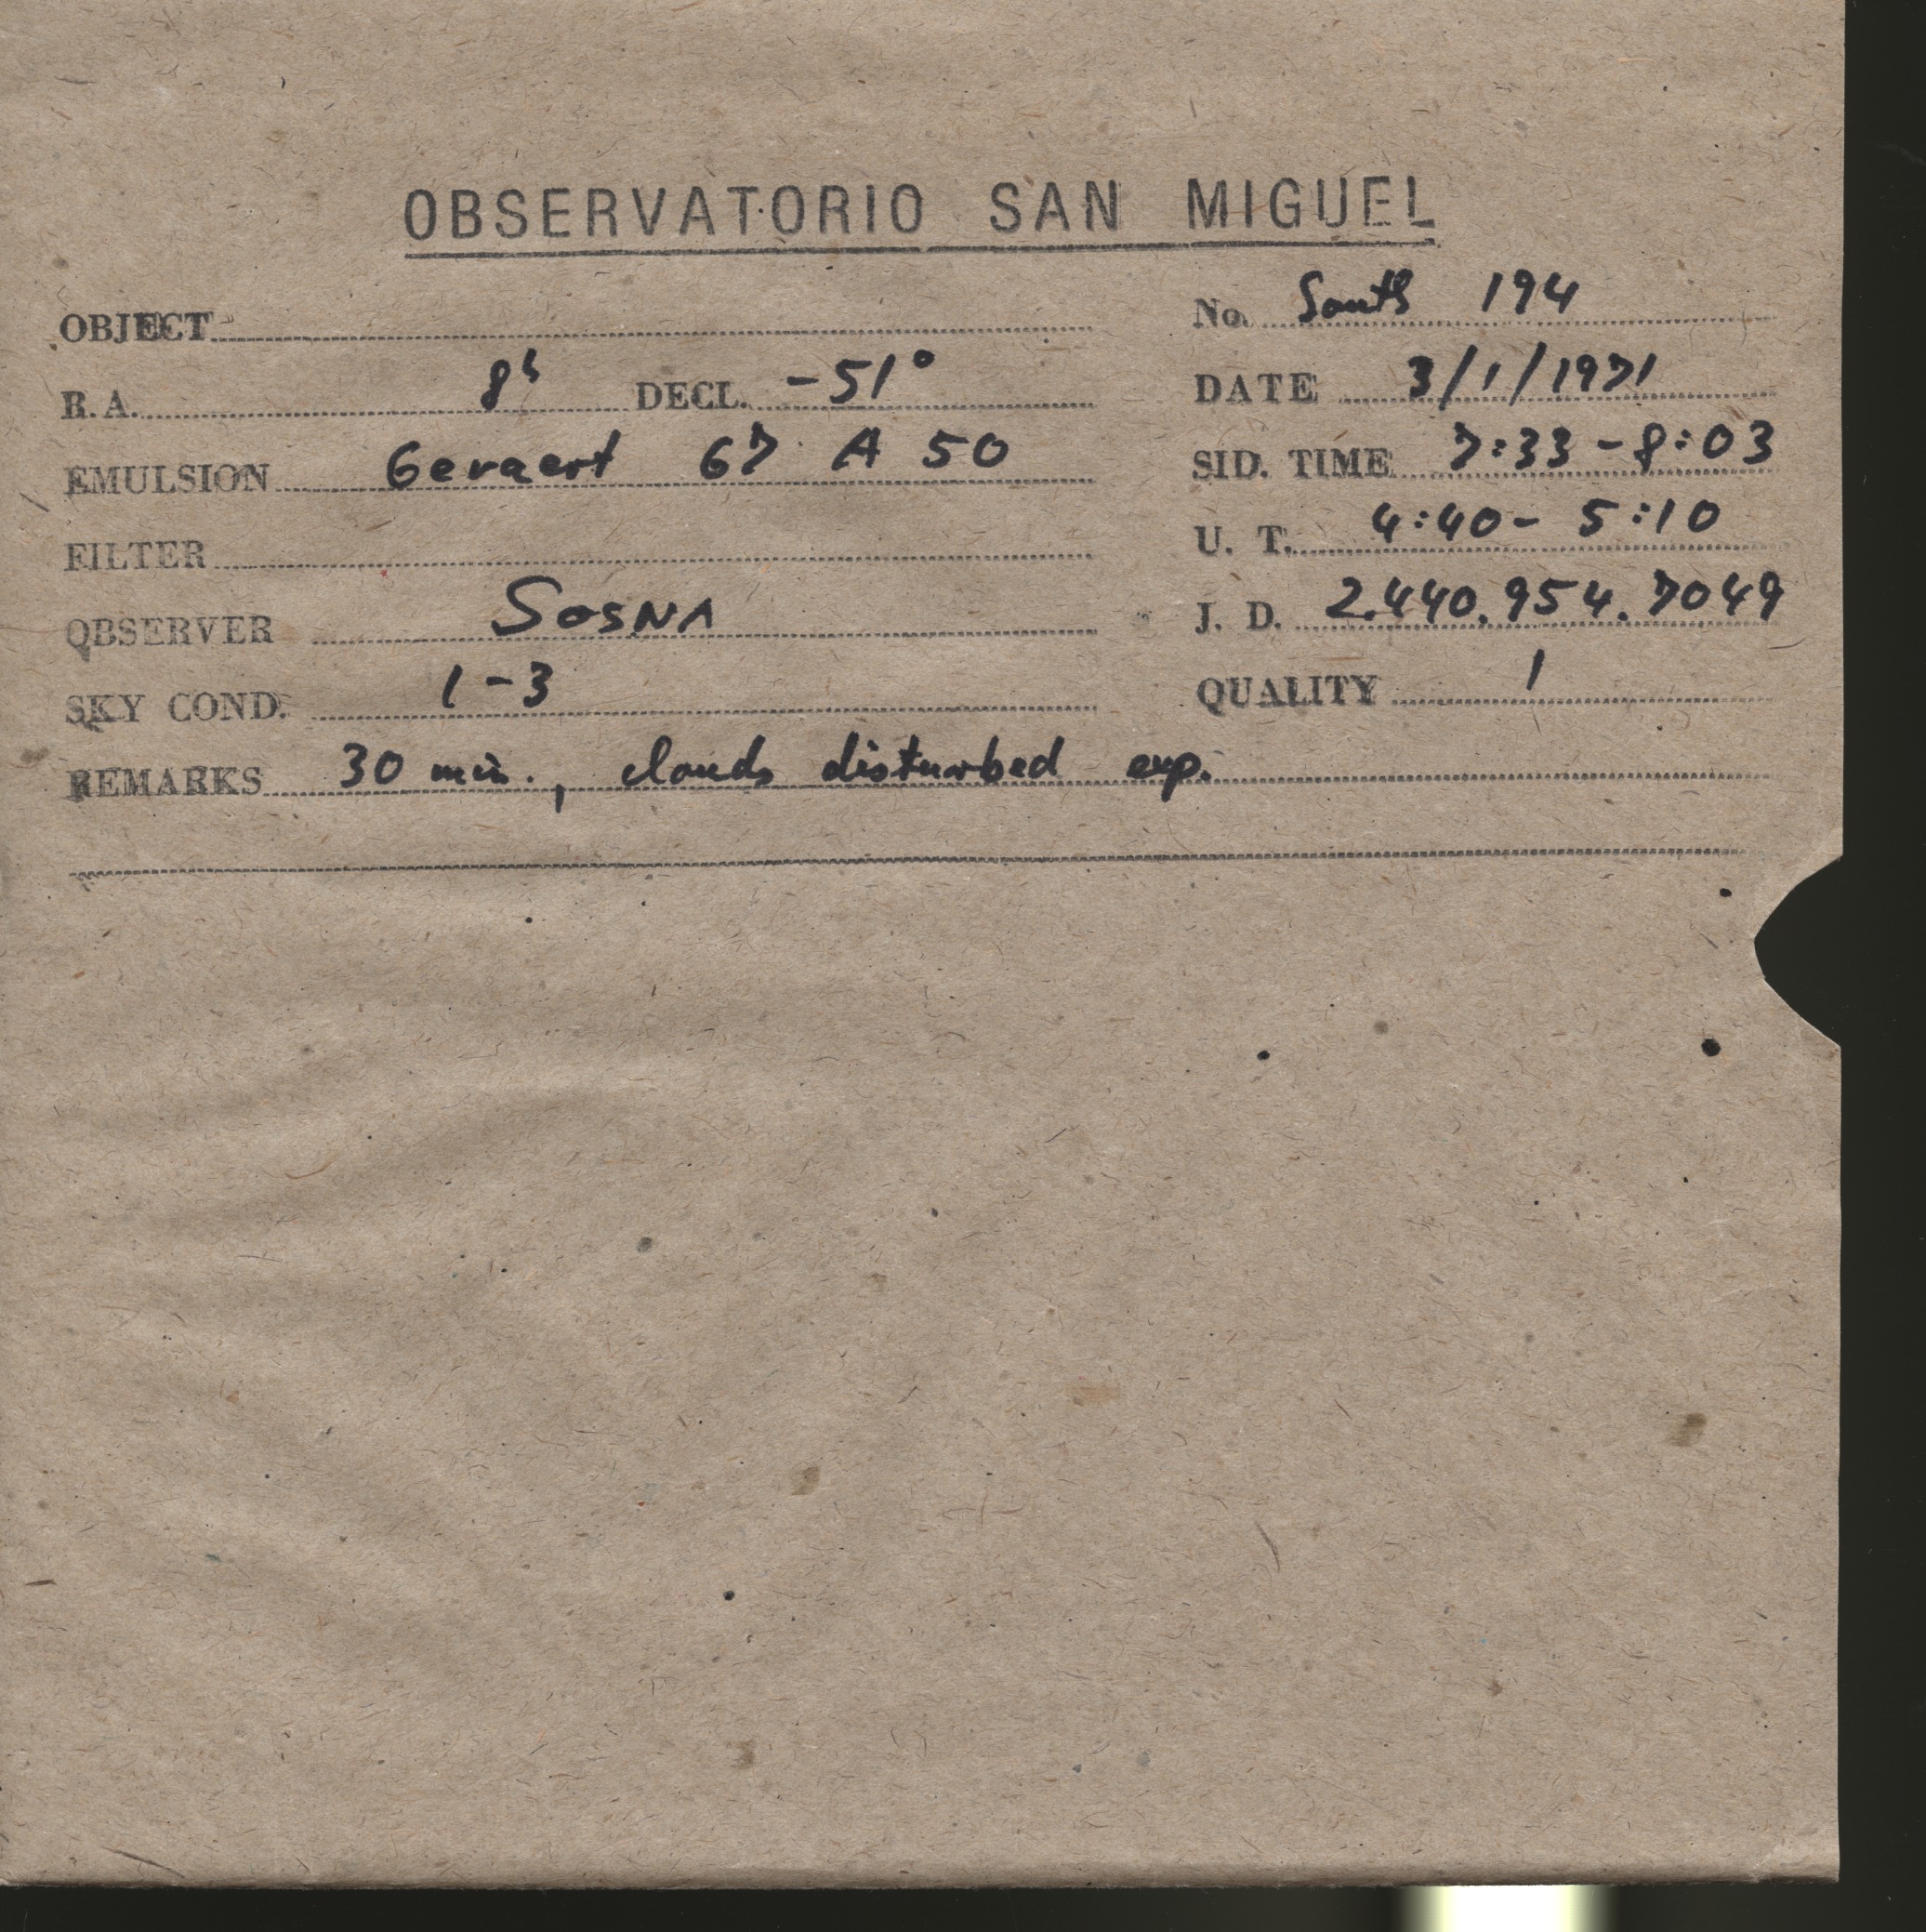 OBSERVATORIO SAN MIGUEL
OBJECT No. South 194
R.A. 8h DECL. -51° DATE 3/1/1971
EMULSION Gevaert 67 A 50 SID. TIME 7:33-8:03
FILTER U. T. 4:40- 5:10
OBSERVER SOSNA J. D. 2.440.954.7049
SKY COND. 1-3 QUALITY 1
REMARKS 30 min., clouds disturbed exp.